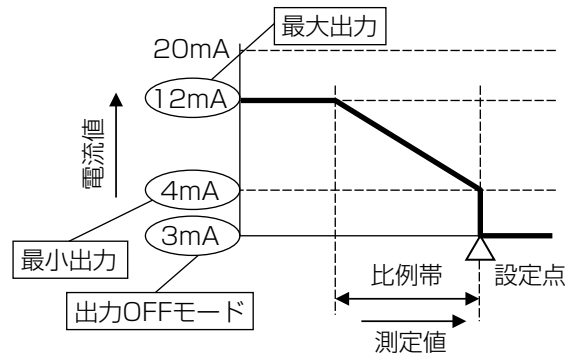 最大出力
20mA
12mA
電流値
4mA
3mA
最小出力
設定点
比例帯
出力OFFモード
測定値